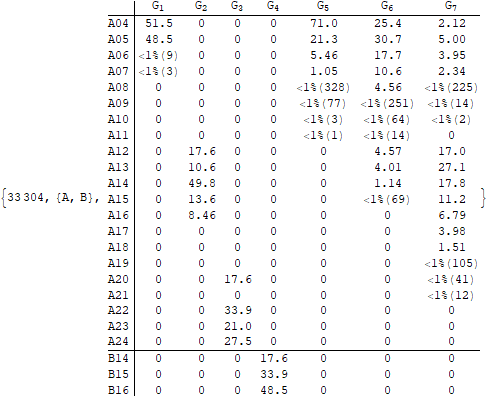 G₁ G₂ G₃ G₄ G₅ G₆ G₇
A04 51.5 0 0 0 71.0 25.4 2.12
A05 48.5 0 0 0 21.3 30.7 5.00
A06 <1%(9) 0 0 0 5.46 17.7 3.95
A07 <1%(3) 0 0 0 1.05 10.6 2.34
A08 0 0 0 0 <1%(328) 4.56 <1%(225)
A09 0 0 0 0 <1%(77) <1%(251) <1%(14)
A10 0 0 0 0 <1%(3) <1%(64) <1%(2)
A11 0 0 0 0 <1%(1) <1%(14) 0
A12 0 17.6 0 0 0 4.57 17.0
A13 0 10.6 0 0 0 4.01 27.1
A14 0 49.8 0 0 0 1.14 17.8
{33304, {A, B}, A15 0 13.6 0 0 0 <1%(69) 11.2 }
A16 0 8.46 0 0 0 0 6.79
A17 0 0 0 0 0 0 3.98
A18 0 0 0 0 0 0 1.51
A19 0 0 0 0 0 0 <1%(105)
A20 0 0 17.6 0 0 0 <1%(41)
A21 0 0 0 0 0 0 <1%(12)
A22 0 0 33.9 0 0 0 0
A23 0 0 21.0 0 0 0 0
A24 0 0 27.5 0 0 0 0
B14 0 0 0 17.6 0 0 0
B15 0 0 0 33.9 0 0 0
B16 0 0 0 48.5 0 0 0